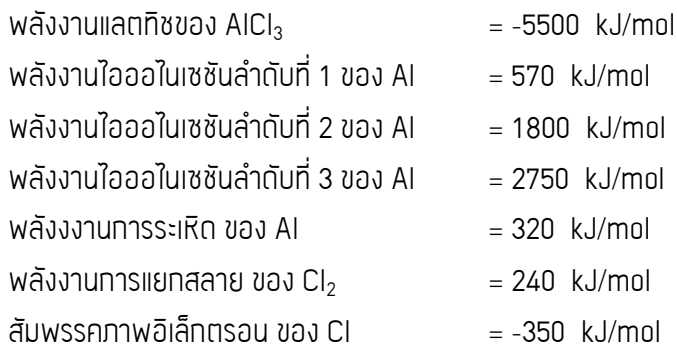 พลังงานแลตทิชของ AlCl₃ = -5500 kJ/mol
พลังงานไอออไนเซชันลำดับที่ 1 ของ Al = 570 kJ/mol
พลังงานไอออไนเซชันลำดับที่ 2 ของ Al = 1800 kJ/mol
พลังงานไอออไนเซชันลำดับที่ 3 ของ Al = 2750 kJ/mol
พลังงงานการระเหิด ของ Al = 320 kJ/mol
พลังงานการแยกสลาย ของ Cl₂ = 240 kJ/mol
สัมพรรคภาพอิเล็กตรอน ของ Cl = -350 kJ/mol